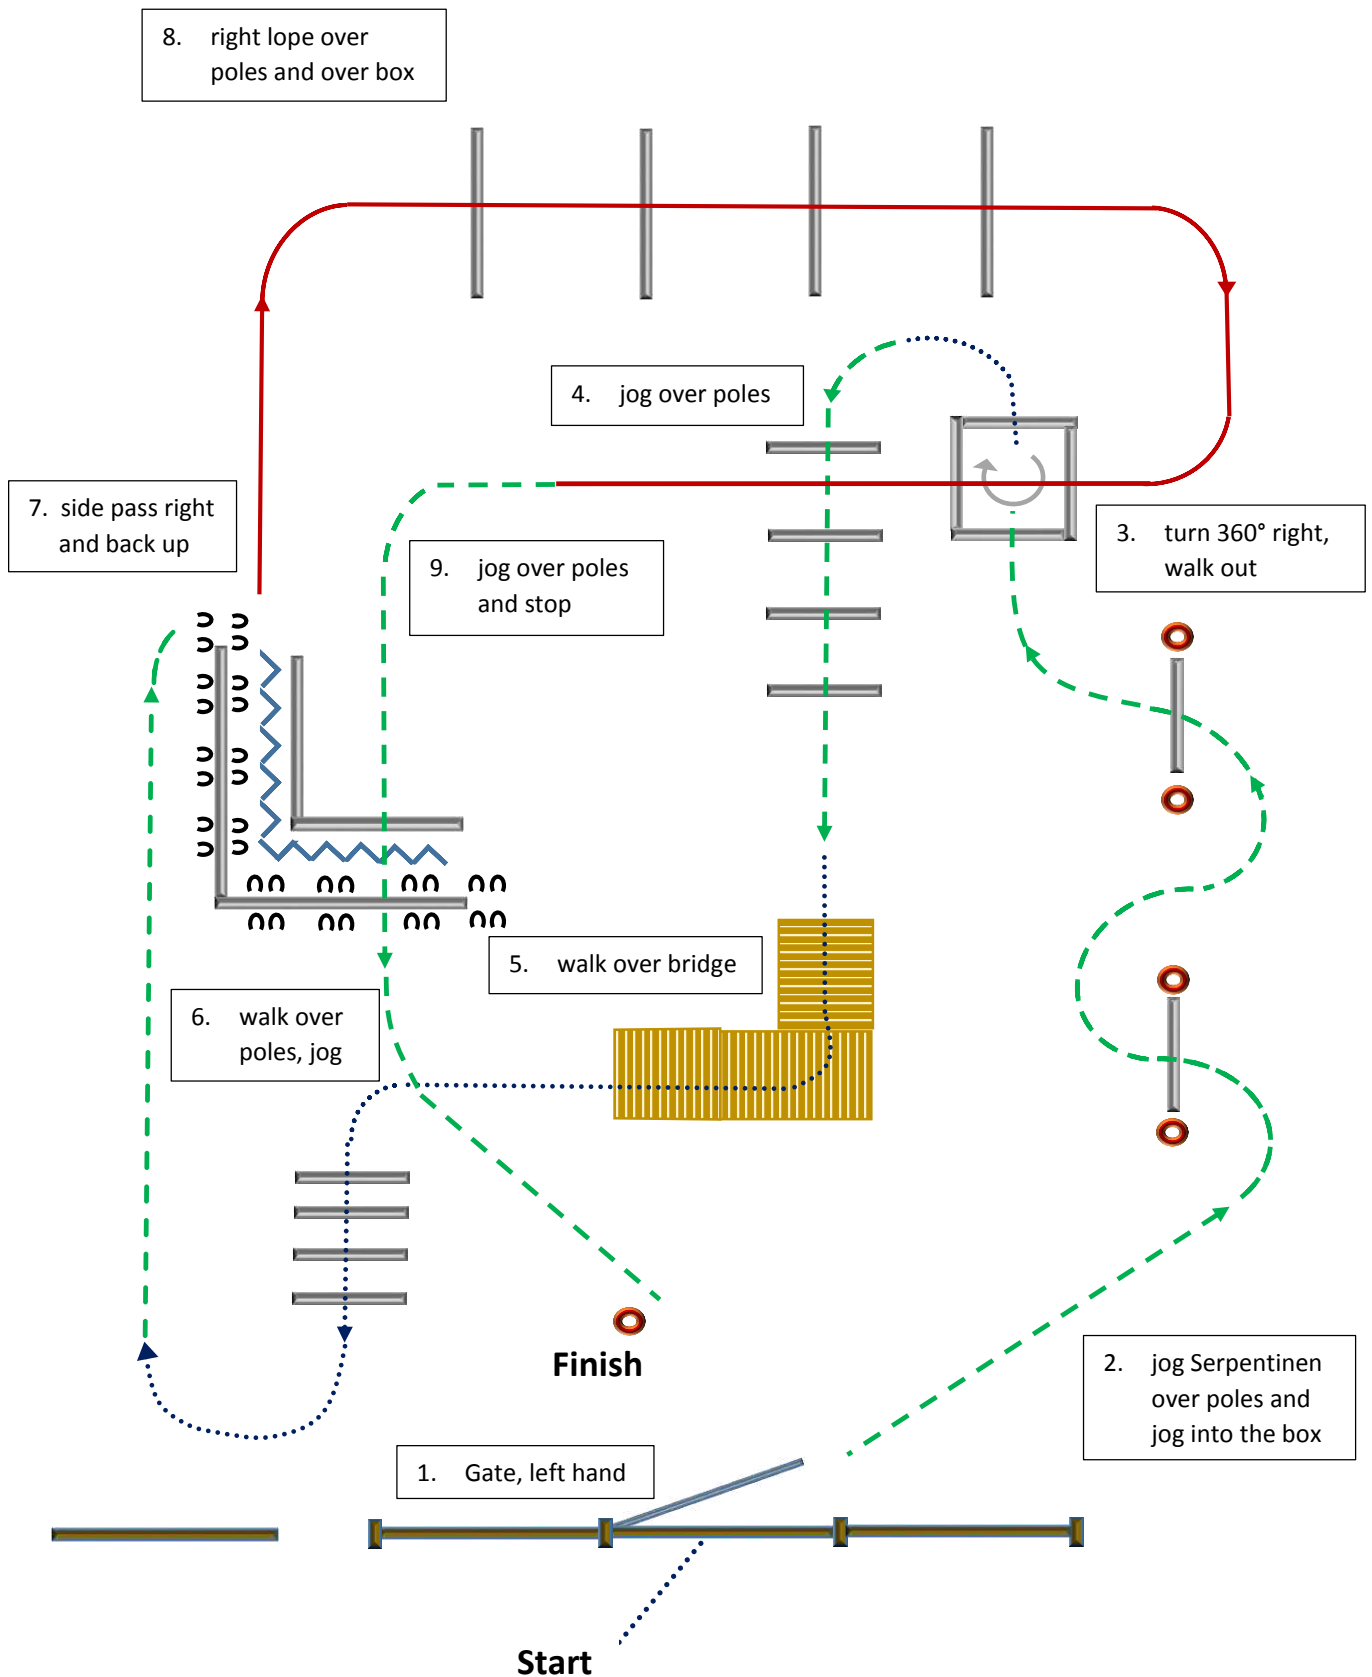 8. right lope over
poles and over box
4. jog over poles
7. side pass right
and back up
3. turn 360° right,
walk out
9. jog over poles
and stop
5. walk over bridge
6. walk over
poles, jog
Finish
2. jog Serpentinen
over poles and
jog into the box
1. Gate, left hand
Start